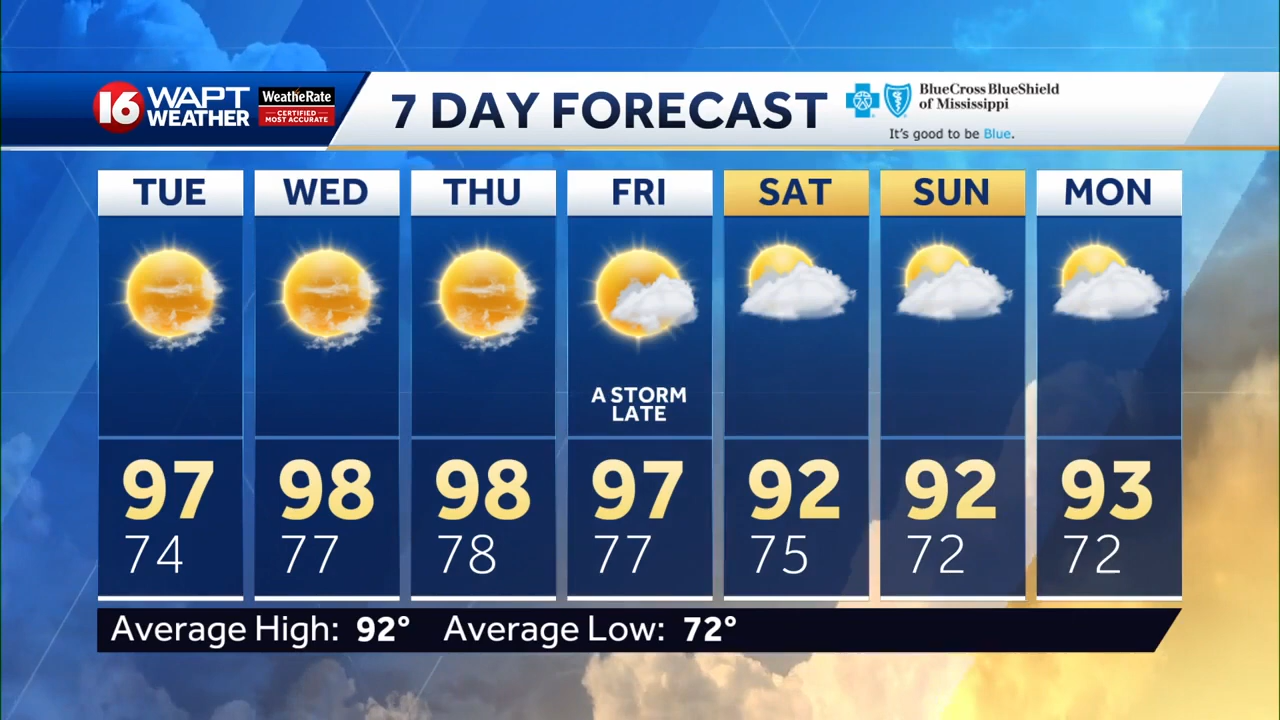 16 WAPT WEATHER
WeatheRate
CERTIFIED
MOST ACCURATE
7 DAY FORECAST
BlueCross BlueShield
of Mississippi
It's good to be Blue.
TUE WED THU FRI SAT SUN MON
A STORM
LATE
97 98 98 97 92 92 93
74 77 78 77 75 72 72
Average High: 92° Average Low: 72°